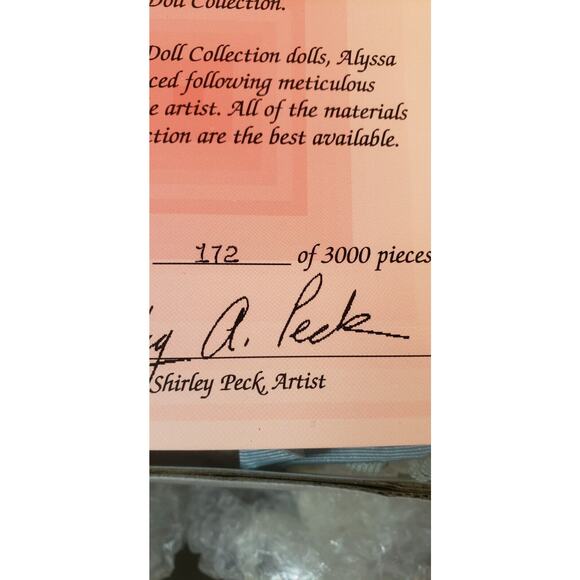 Doll Collection.
Doll Collection dolls, Alyssa
ced following meticulous
e artist. All of the materials
ction are the best available.
172 of 3000 pieces
A. Peck
Shirley Peck, Artist